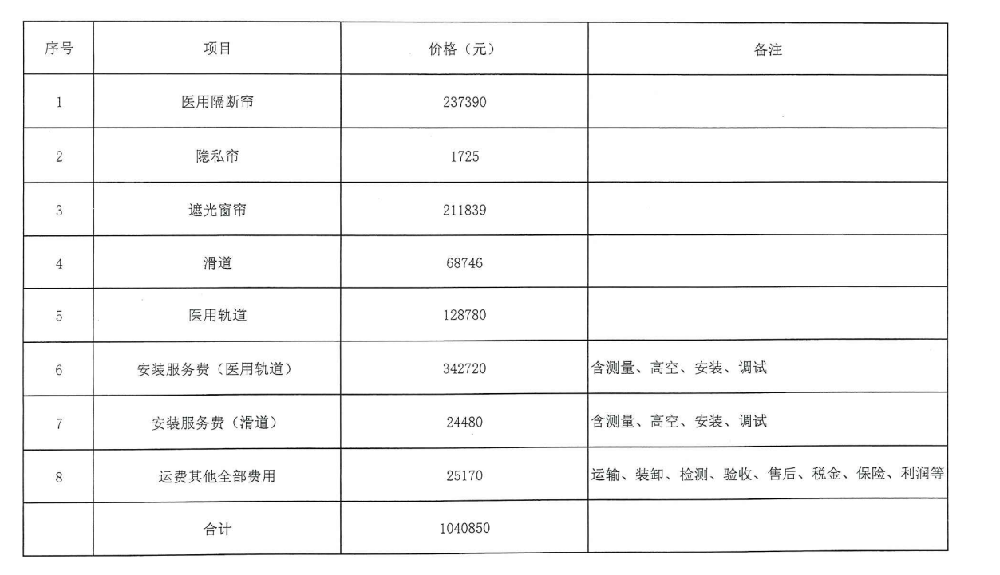 序号 项目 价格（元） 备注
1 医用隔断帘 237390
2 隐私帘 1725
3 遮光窗帘 211839
4 滑道 68746
5 医用轨道 128780
6 安装服务费（医用轨道） 342720 含测量、高空、安装、调试
7 安装服务费（滑道） 24480 含测量、高空、安装、调试
8 运费其他全部费用 25170 运输、装卸、检测、验收、售后、税金、保险、利润等
合计 1040850